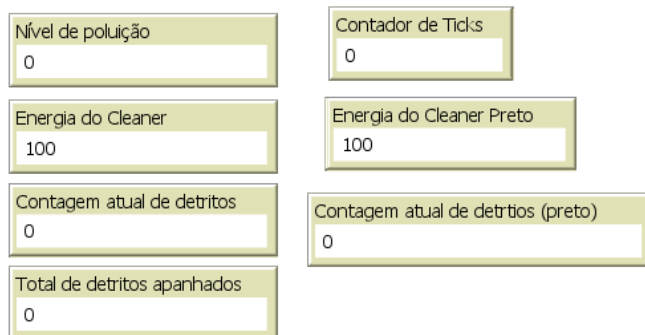 Nível de poluição
0
Contador de Ticks
0
Energia do Cleaner
100
Energia do Cleaner Preto
100
Contagem atual de detritos
0
Contagem atual de detrtios (preto)
0
Total de detritos apanhados
0